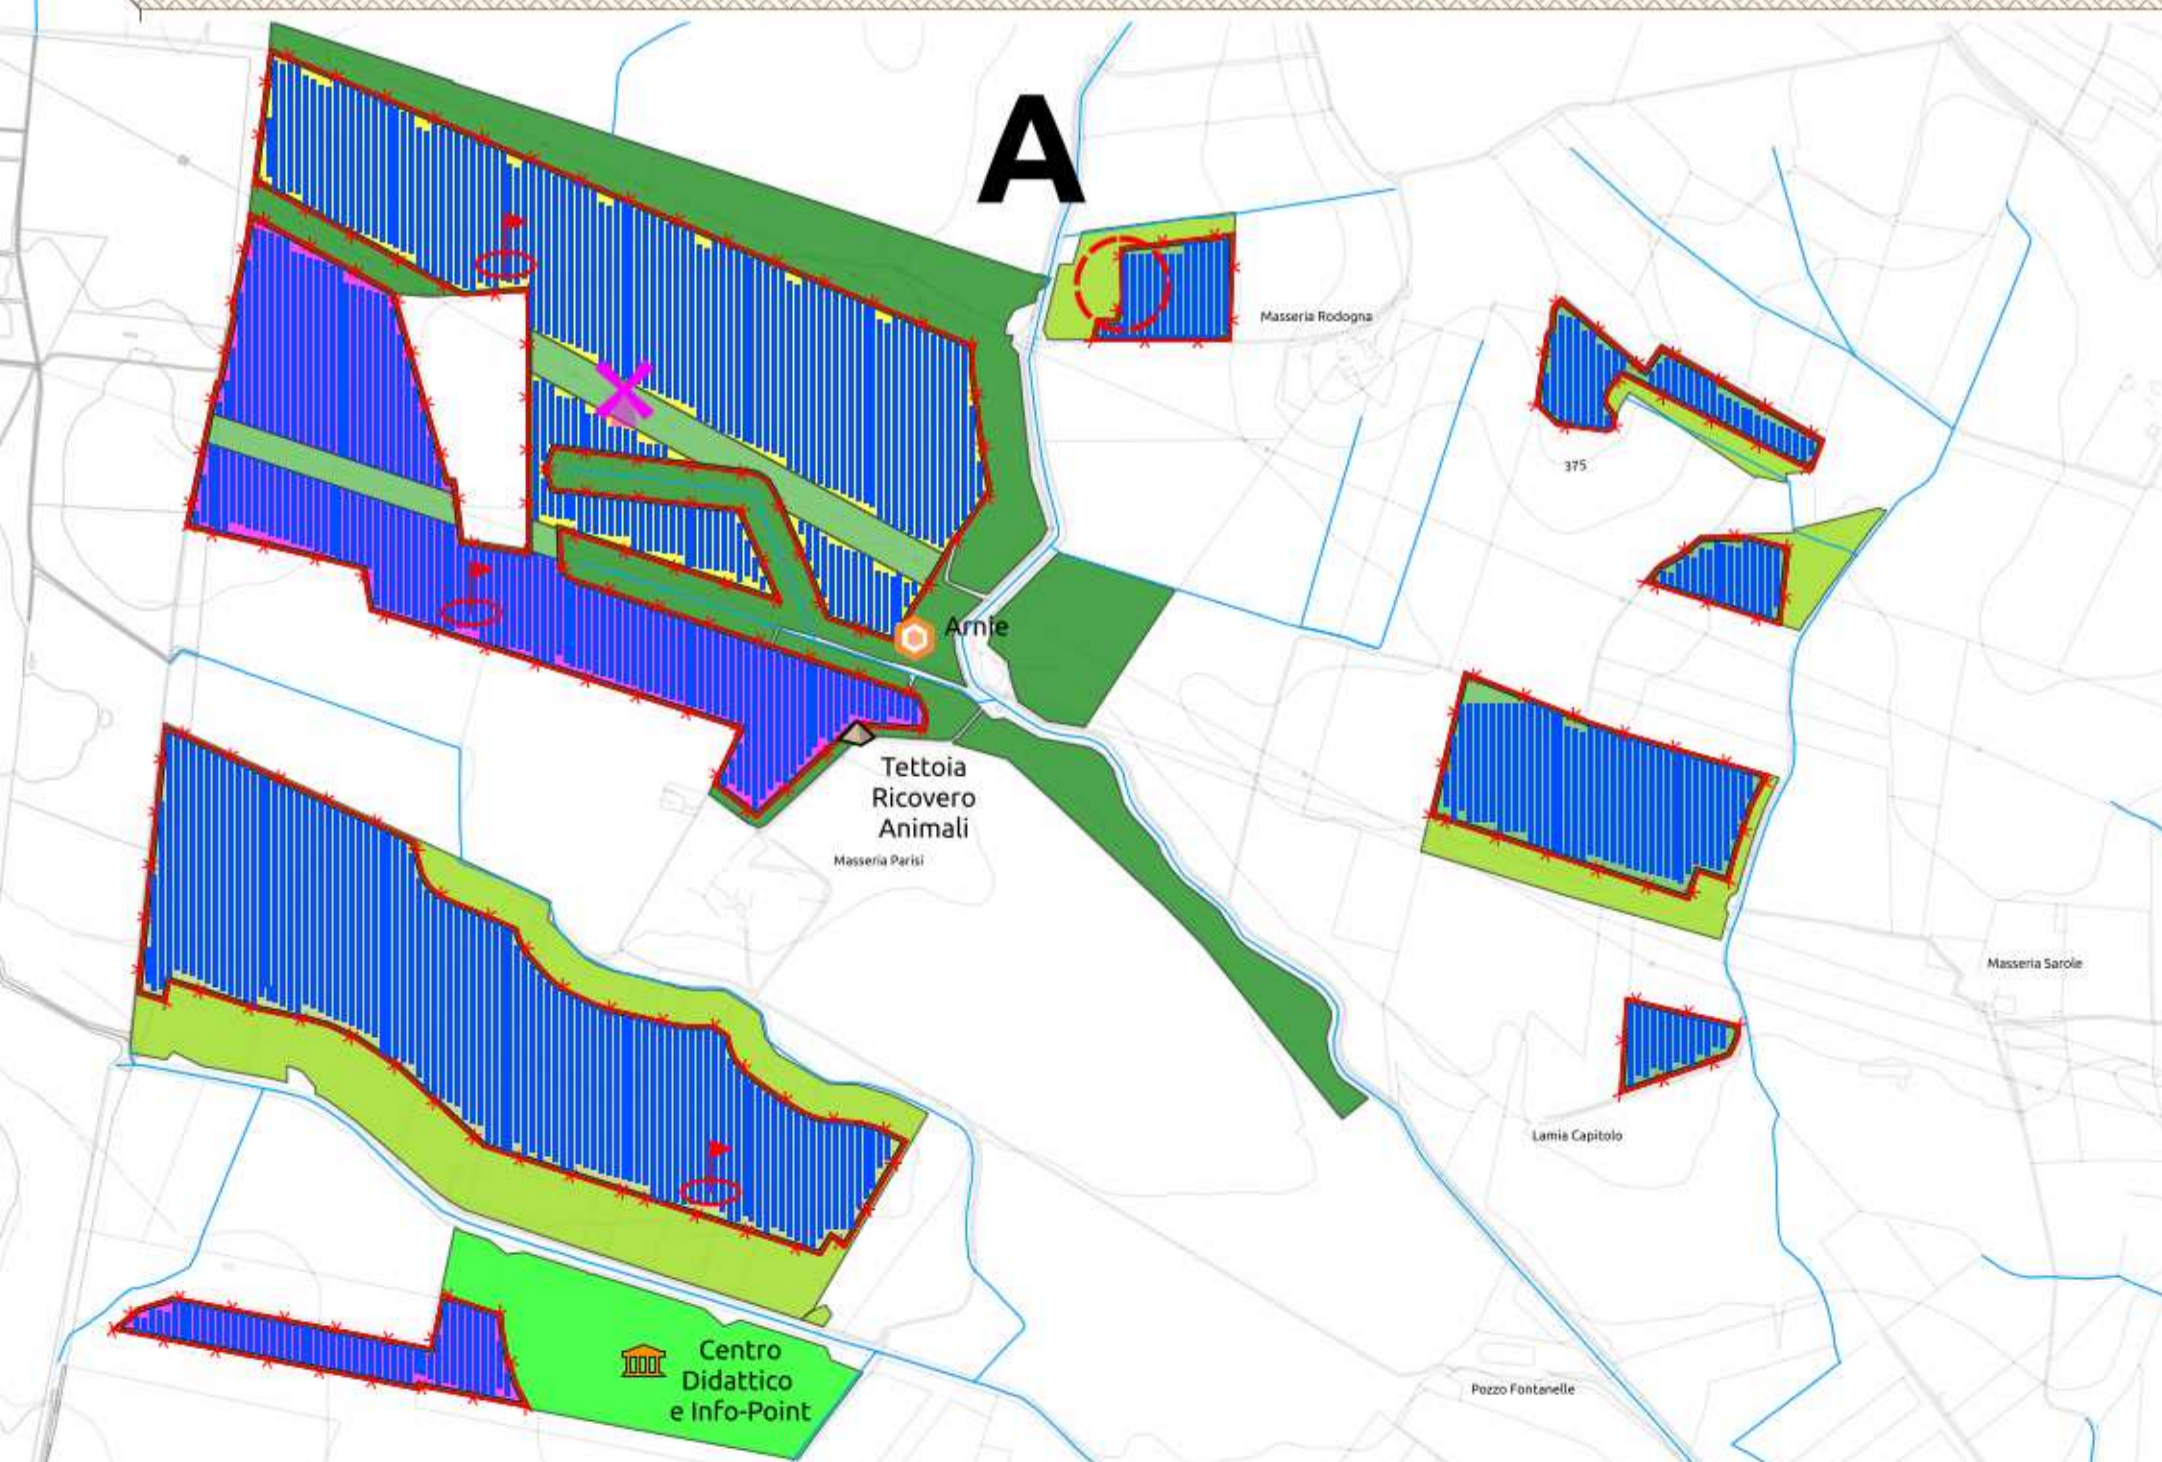 A
Masseria Rodogna
375
Arnie
Tettoia
Ricovero
Animali
Masseria Parisi
Masseria Sarole
Lamia Capitolo
Centro
Didattico
e Info-Point
Pozzo Fontanelle